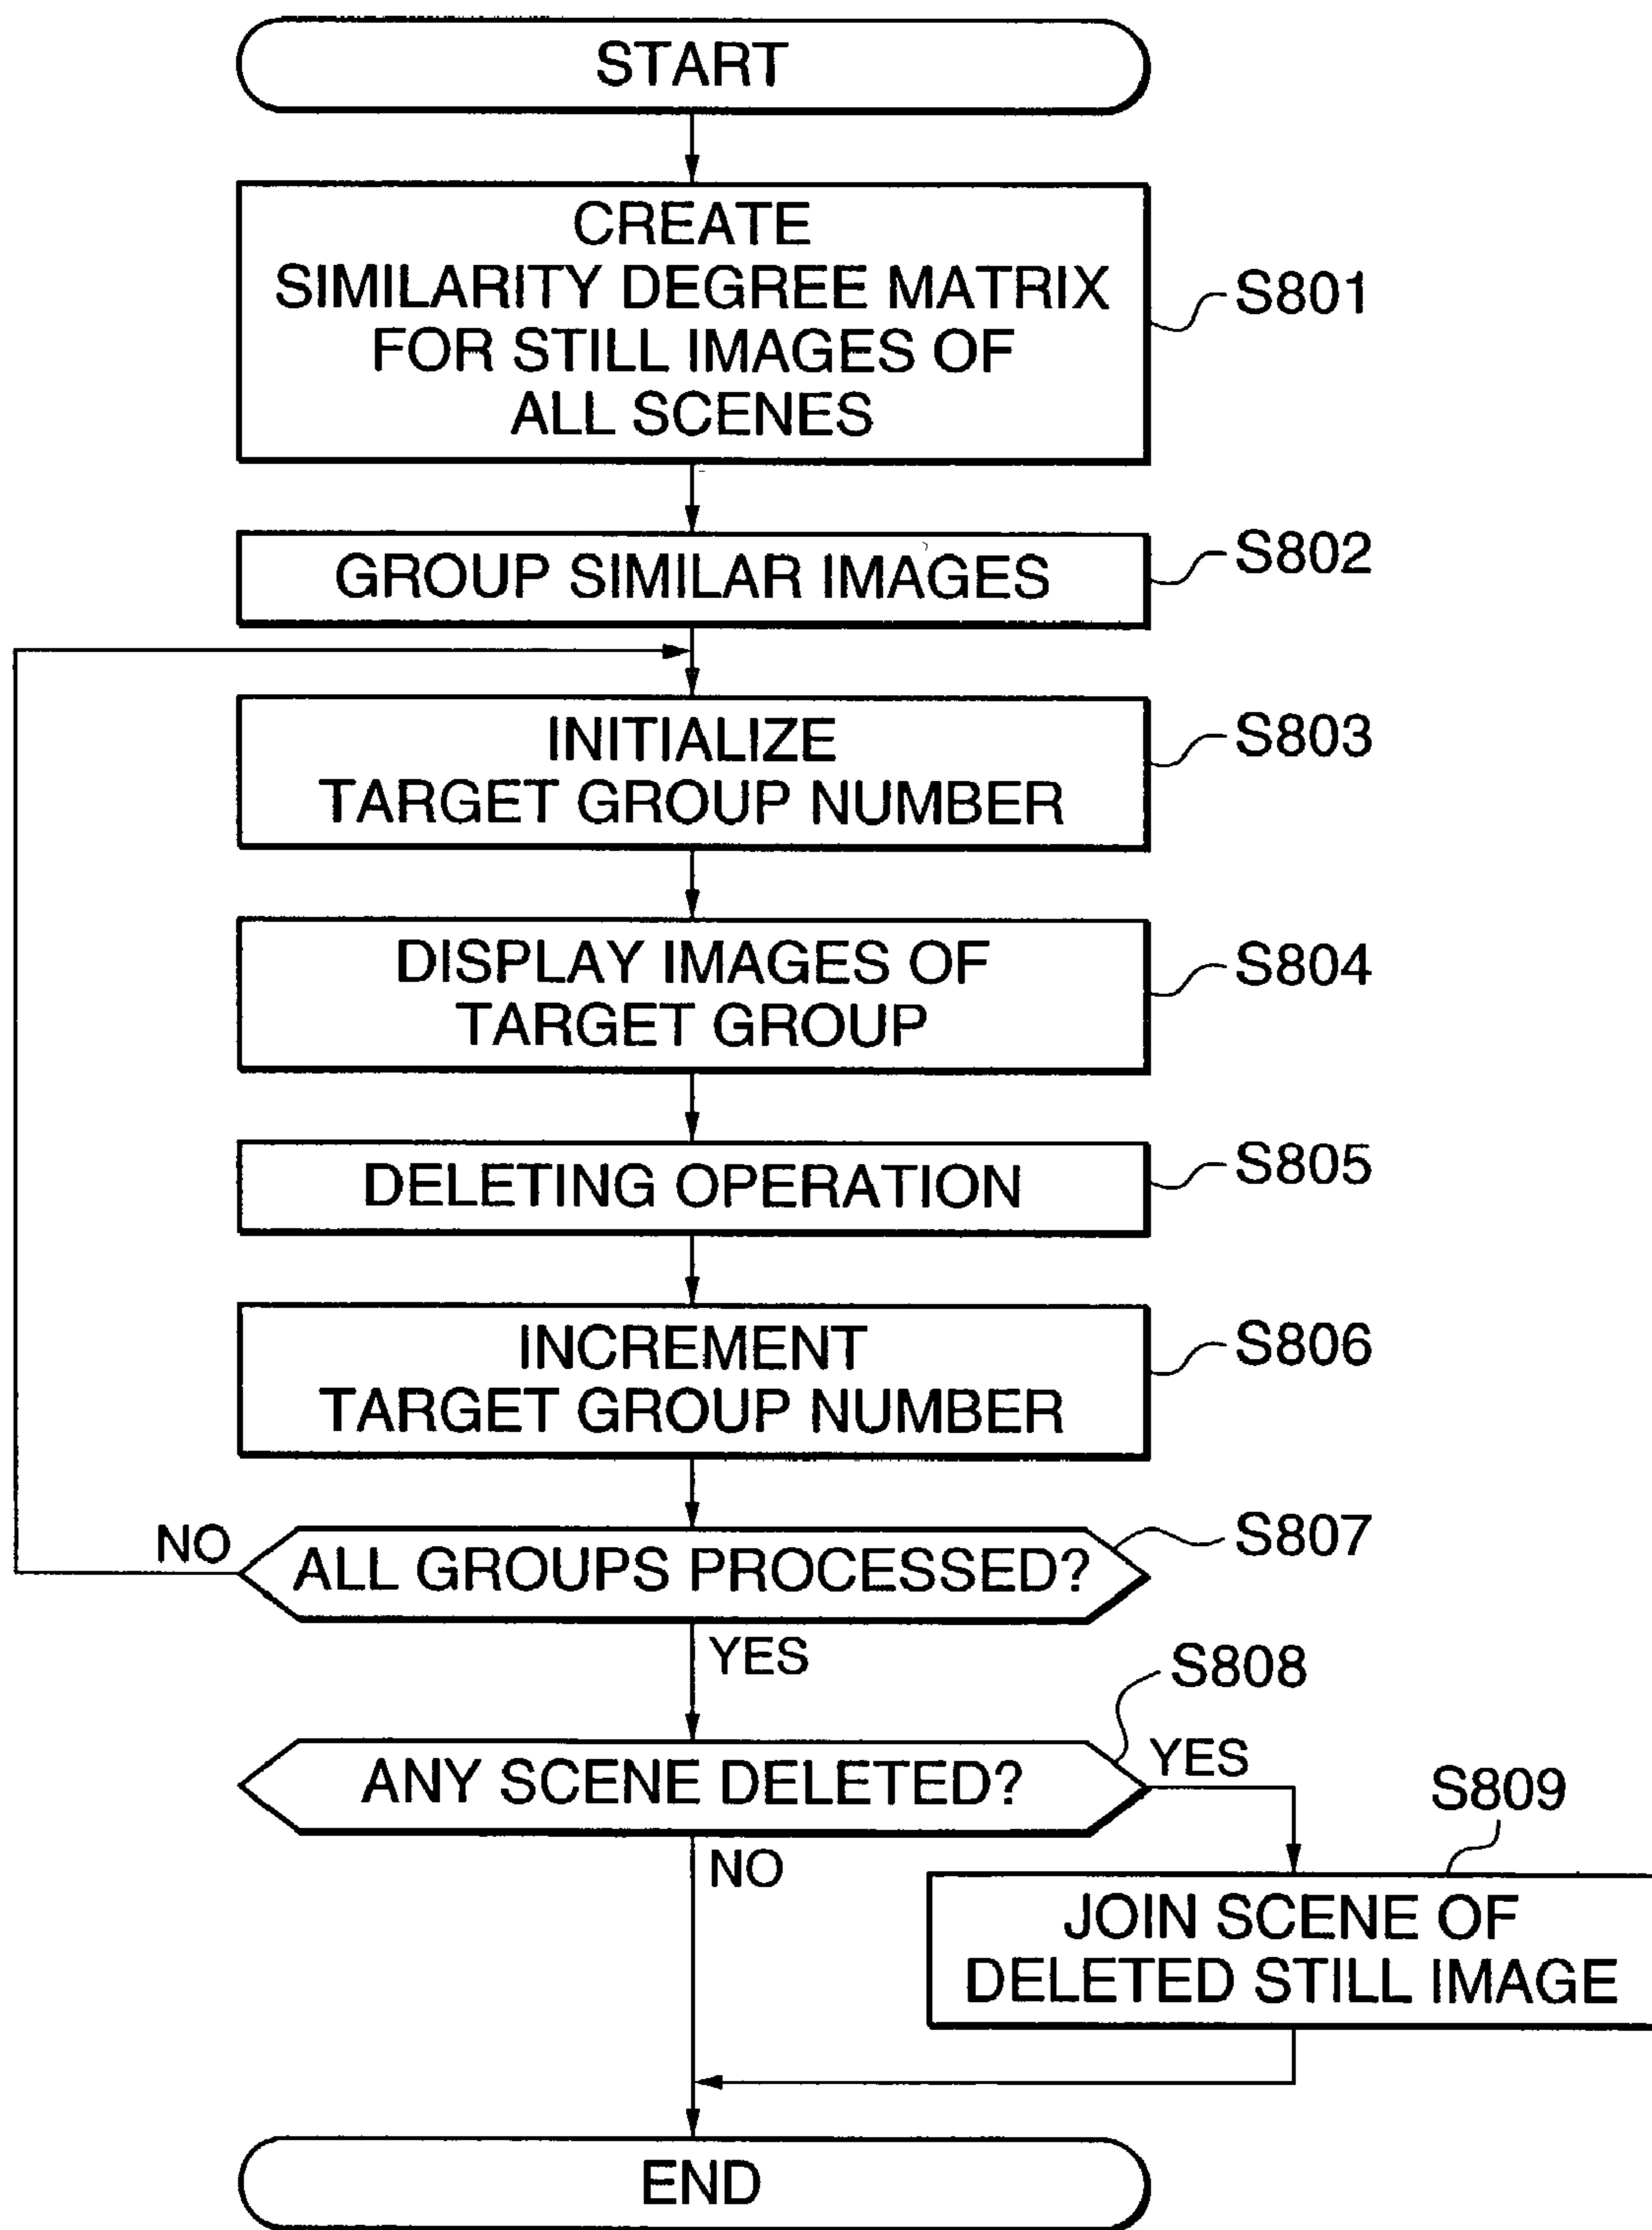 START
CREATE
SIMILARITY DEGREE MATRIX
FOR STILL IMAGES OF
ALL SCENES
S801
GROUP SIMILAR IMAGES
S802
INITIALIZE
TARGET GROUP NUMBER
S803
DISPLAY IMAGES OF
TARGET GROUP
S804
DELETING OPERATION
S805
INCREMENT
TARGET GROUP NUMBER
S806
ALL GROUPS PROCESSED?
S807
NO
YES
ANY SCENE DELETED?
S808
YES
NO
S809
JOIN SCENE OF
DELETED STILL IMAGE
END